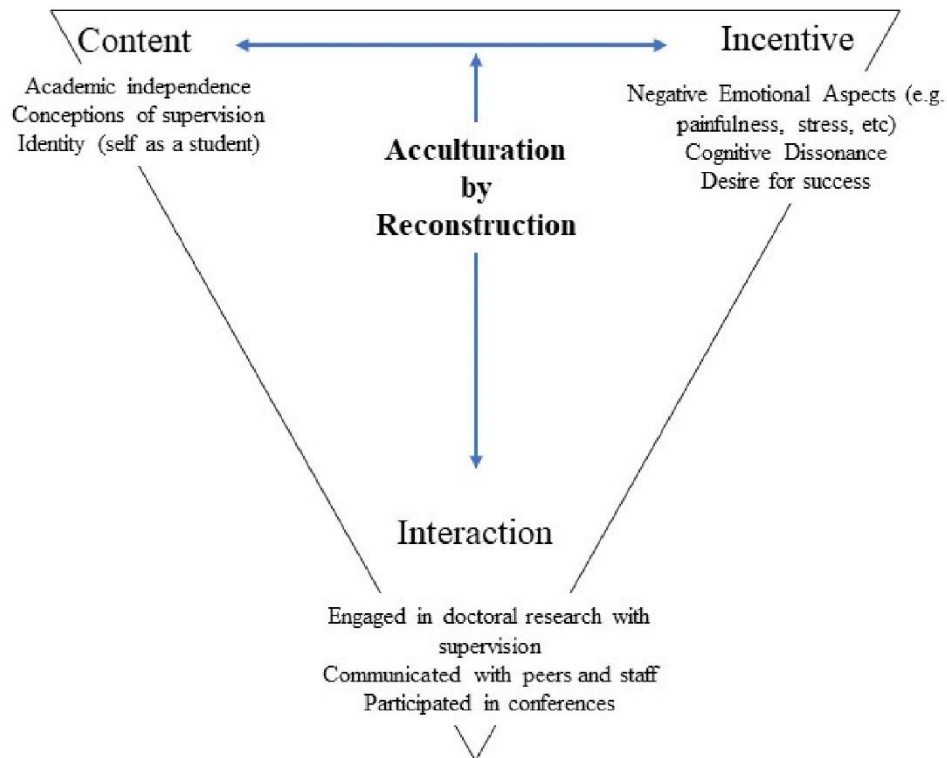 Content
Academic independence
Conceptions of supervision
Identity (self as a student)
Incentive
Negative Emotional Aspects (e.g.
painfulness, stress, etc)
Cognitive Dissonance
Desire for success
Acculturation
by
Reconstruction
Interaction
Engaged in doctoral research with
supervision
Communicated with peers and staff
Participated in conferences